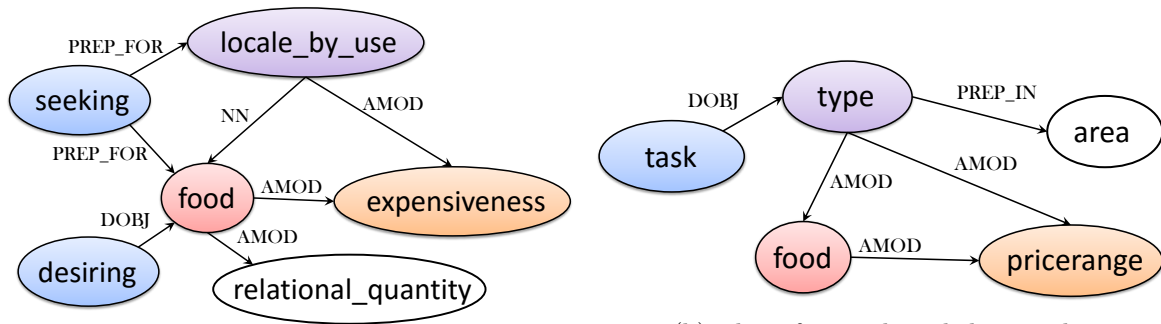 locale_by_use
PREP_FOR
seeking
NN
AMOD
PREP_FOR
food
AMOD
expensiveness
DOBJ
AMOD
desiring
relational_quantity
DOBJ
type
PREP_IN
area
task
AMOD
AMOD
food
AMOD
pricerange